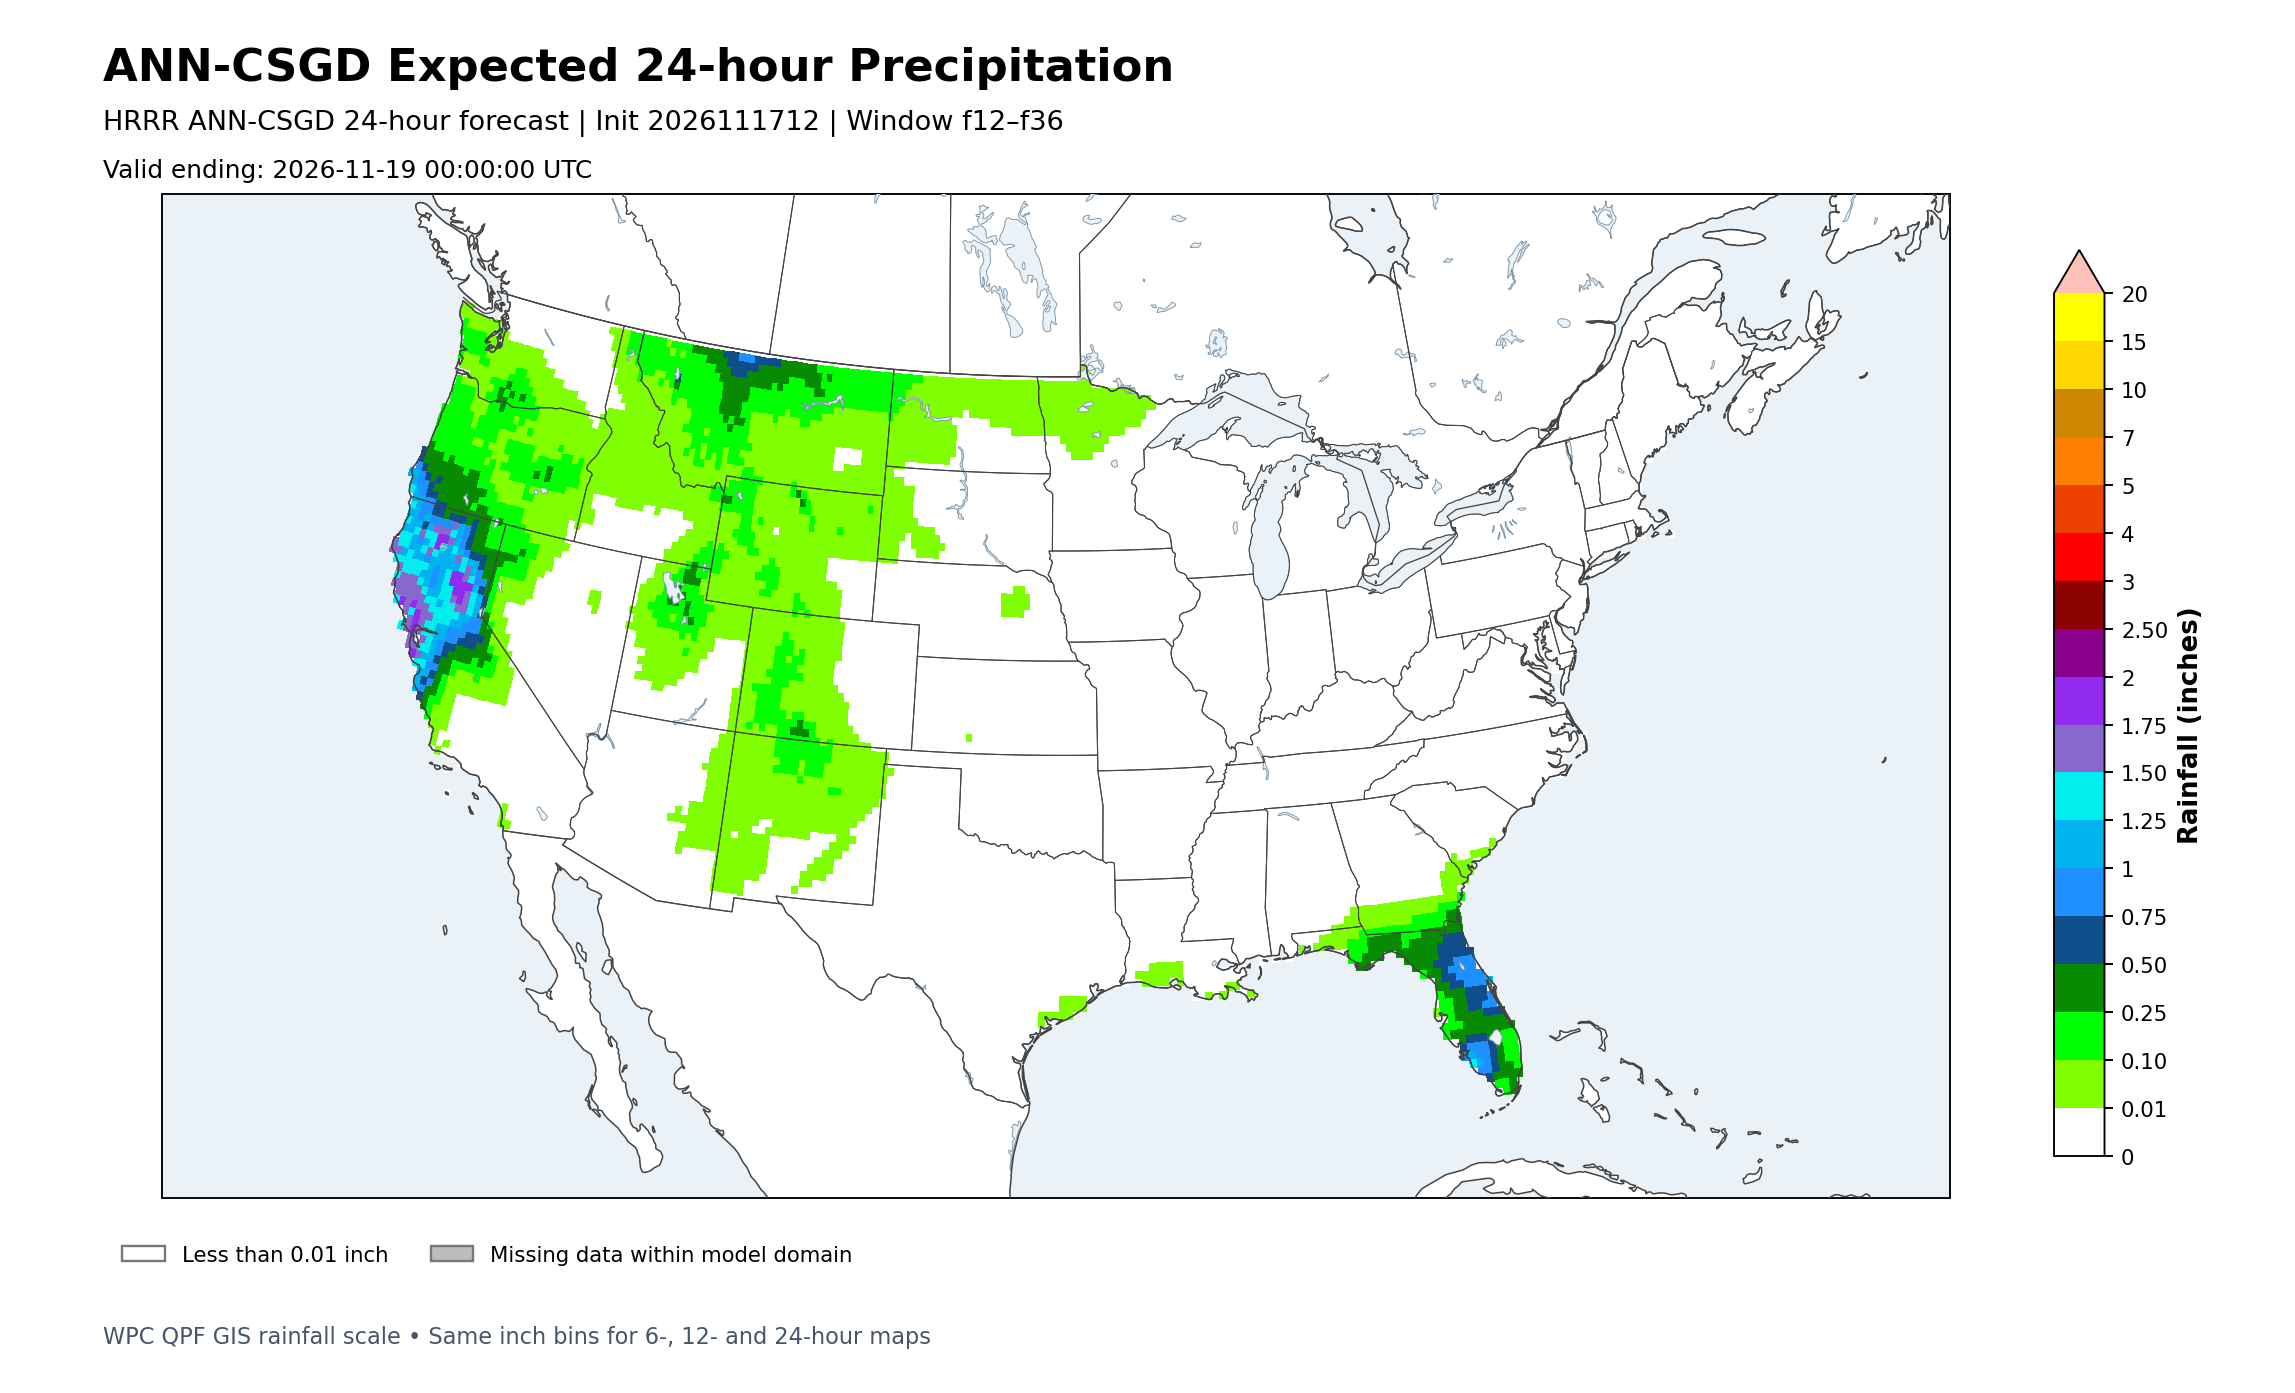 ANN-CSGD Expected 24-hour Precipitation
HRRR ANN-CSGD 24-hour forecast | Init 2026111712 | Window f12–f36
Valid ending: 2026-11-19 00:00:00 UTC
20
15
10
7
5
4
3
2.50
2
1.75
1.50
1.25
1
0.75
0.50
0.25
0.10
0.01
0
Rainfall (inches)
Less than 0.01 inch
Missing data within model domain
WPC QPF GIS rainfall scale • Same inch bins for 6-, 12- and 24-hour maps